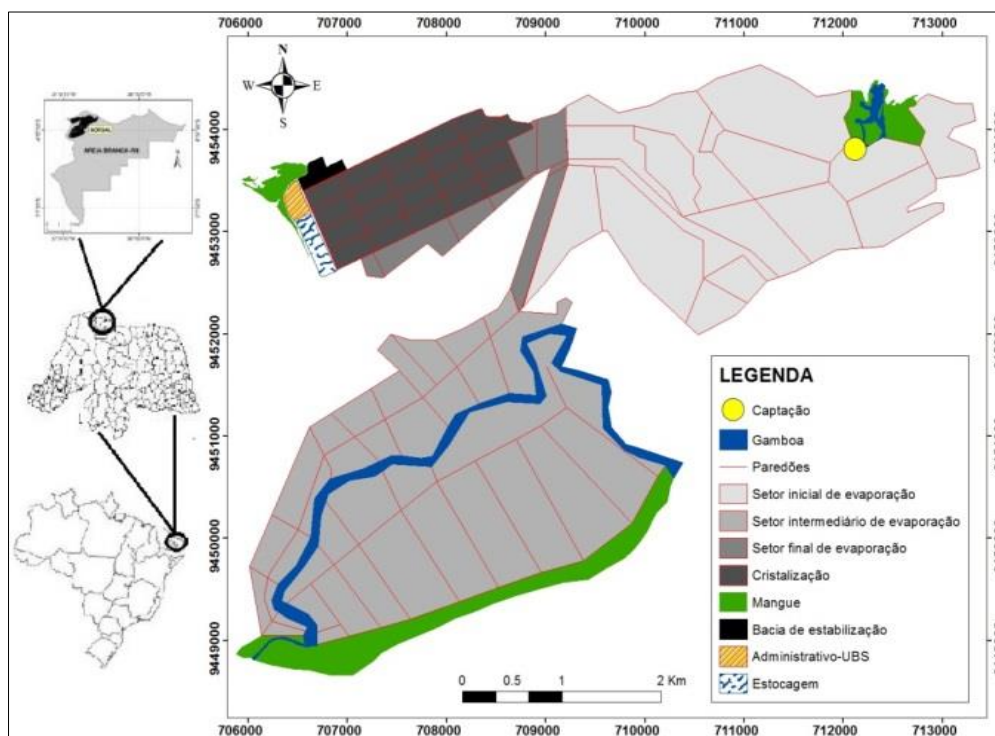 706000 707000 708000 709000 710000 711000 712000 713000
N
W E
S
NORSAL
AREIA BRANCA-RN
9454000
9453000
9452000
9451000
9450000
9449000
LEGENDA
Captação
Gamboa
Paredões
Setor inicial de evaporação
Setor intermediário de evaporação
Setor final de evaporação
Cristalização
Mangue
Bacia de estabilização
Administrativo-UBS
Estocagem
0 0.5 1 2 Km
706000 707000 708000 709000 710000 711000 712000 713000